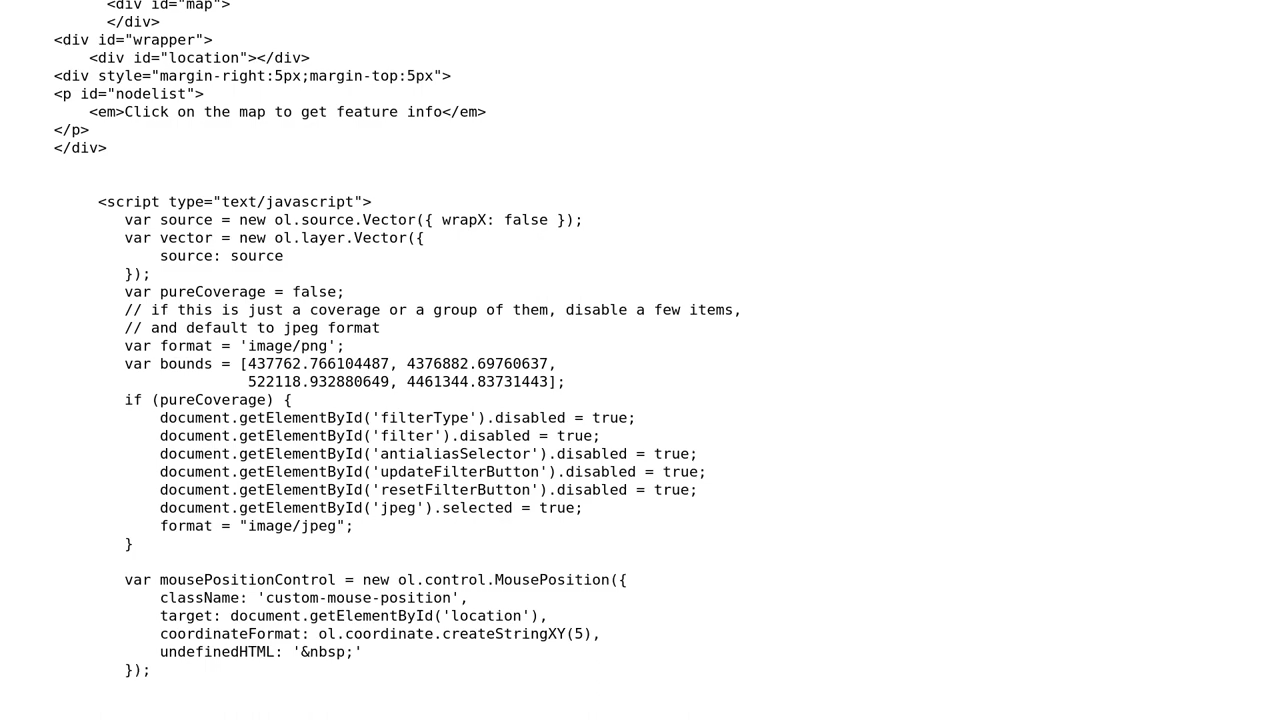 <div id="map">
</div>
<div id="wrapper">
<div id="location"></div>
<div style="margin-right:5px;margin-top:5px">
<p id="nodelist">
<em>Click on the map to get feature info</em>
</p>
</div>
<script type="text/javascript">
var source = new ol.source.Vector({ wrapX: false });
var vector = new ol.layer.Vector({
source: source
});
var pureCoverage = false;
// if this is just a coverage or a group of them, disable a few items,
// and default to jpeg format
var format = 'image/png';
var bounds = [437762.766104487, 4376882.69760637,
522118.932880649, 4461344.83731443];
if (pureCoverage) {
document.getElementById('filterType').disabled = true;
document.getElementById('filter').disabled = true;
document.getElementById('antialiasSelector').disabled = true;
document.getElementById('updateFilterButton').disabled = true;
document.getElementById('resetFilterButton').disabled = true;
document.getElementById('jpeg').selected = true;
format = "image/jpeg";
}
var mousePositionControl = new ol.control.MousePosition({
className: 'custom-mouse-position',
target: document.getElementById('location'),
coordinateFormat: ol.coordinate.createStringXY(5),
undefinedHTML: '&nbsp;'
});